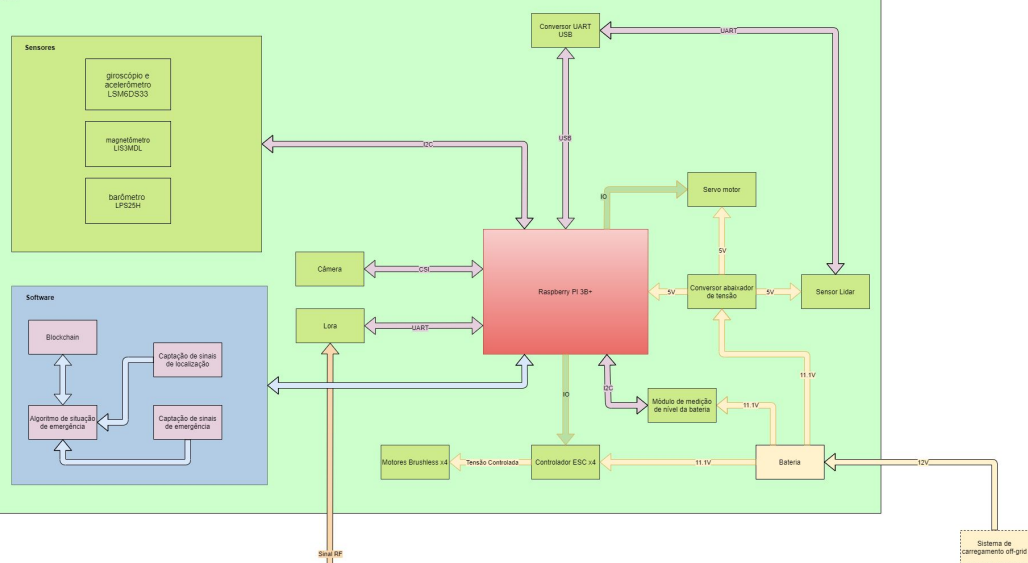 Conversor UART
USB
UART
Sensores
giroscópio e
acelerômetro
LSM6DS33
magnetômetro
LIS3MDL
barômetro
LPS25H
I2C
USB
IO
Servo motor
5V
Câmera
CSI
Raspberry PI 3B+
5V
Conversor abaixador
de tensão
5V
Sensor Lidar
Lora
UART
Software
Blockchain
Captação de sinais
de localização
Algoritmo de situação
de emergência
Captação de sinais
de emergência
11.1V
I2C
IO
Módulo de medição
de nível da bateria
11.1V
Motores Brushless x4
Tensão Controlada
Controlador ESC x4
11.1V
Bateria
12V
Sinal RF
Sistema de
carregamento off-grid